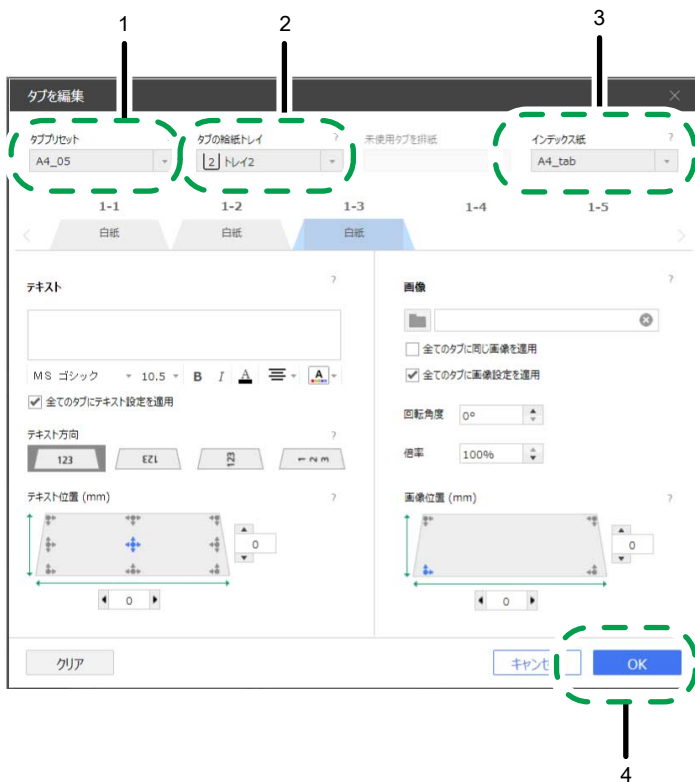 1
2
3
タブを編集
タブプリセット
タブの給紙トレイ ?
未使用タブを排紙
インデックス紙 ?
A4_05
2 トレイ2
A4_tab
1-1
1-2
1-3
1-4
1-5
白紙
白紙
白紙
テキスト ?
MS ゴシック 10.5 B I A A
全てのタブにテキスト設定を適用
テキスト方向 ?
123 123 123 123
テキスト位置 (mm) ?
0
0
画像 ?
全てのタブに同じ画像を適用
全てのタブに画像設定を適用
回転角度 0°
倍率 100%
画像位置 (mm) ?
0
0
クリア
キャンセ
OK
4